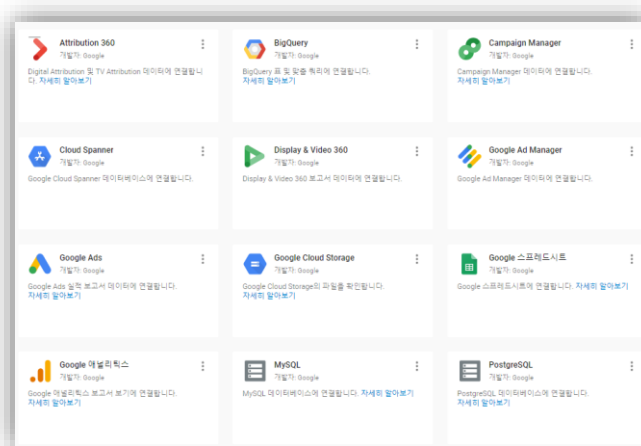 Attribution 360
개발자: Google
Digital Attribution 및 TV Attribution 데이터에 연결합니
다. 자세히 알아보기
BigQuery
개발자: Google
BigQuery 표 및 맞춤 쿼리에 연결합니다.
자세히 알아보기
Campaign Manager
개발자: Google
Campaign Manager 데이터에 연결합니다.
자세히 알아보기
Cloud Spanner
개발자: Google
Google Cloud Spanner 데이터베이스에 연결합니다.
Display & Video 360
개발자: Google
Display & Video 360 보고서 데이터에 연결합니다.
Google Ad Manager
개발자: Google
Google Ad Manager 데이터에 연결합니다.
Google Ads
개발자: Google
Google Ads 실적 보고서 데이터에 연결합니다.
자세히 알아보기
Google Cloud Storage
개발자: Google
Google Cloud Storage의 파일을 확인합니다.
자세히 알아보기
Google 스프레드시트
개발자: Google
Google 스프레드시트에 연결합니다. 자세히 알아보기
Google 애널리틱스
개발자: Google
Google 애널리틱스 보고서 보기에 연결합니다.
자세히 알아보기
MySQL
개발자: Google
MySQL 데이터베이스에 연결합니다. 자세히 알아보기
PostgreSQL
개발자: Google
PostgreSQL 데이터베이스에 연결합니다.
자세히 알아보기